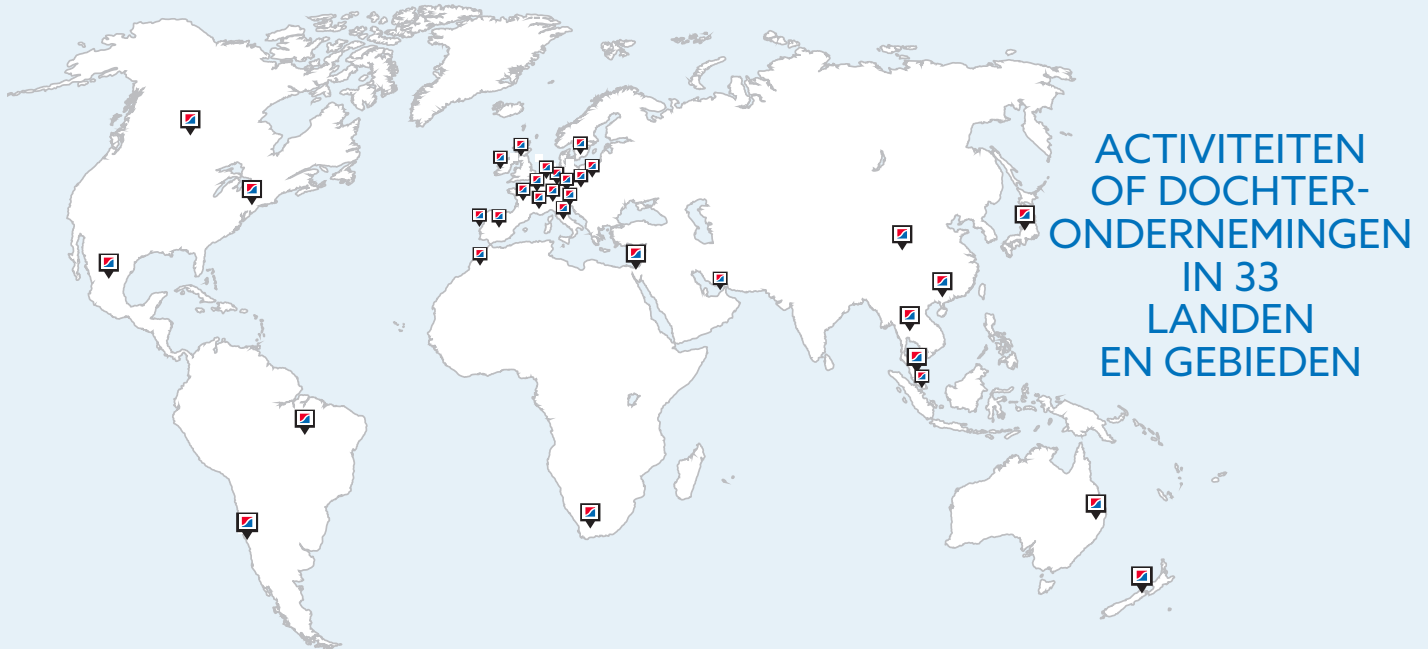 ACTIVITEITEN
OF DOCHTER-
ONDERNEMINGEN
IN 33
LANDEN
EN GEBIEDEN